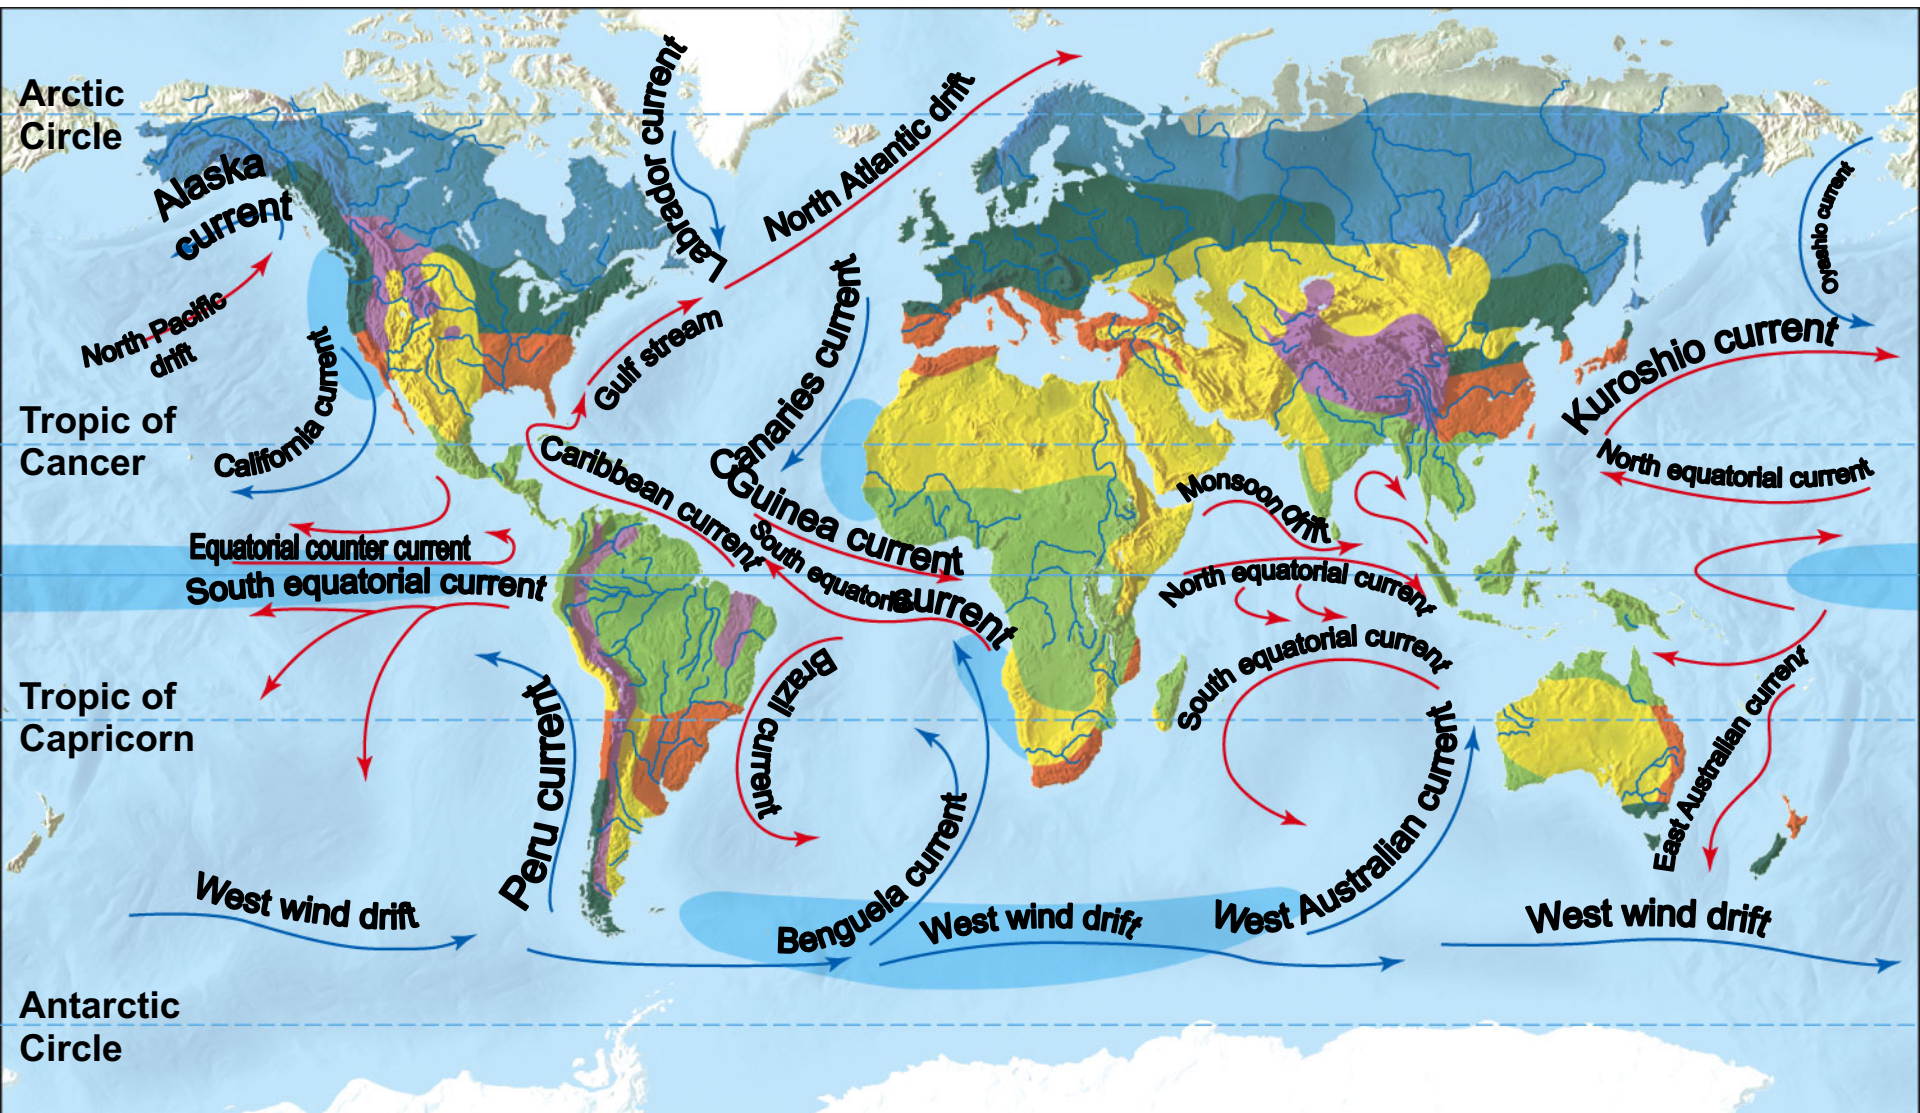 Arctic
Circle
Alaska
current
North Pacific
drift
California current
Tropic of
Cancer
Labrador current
North Atlantic drift
Gulf stream
Canaries current
Caribbean current
Guinea current
South equatorial
current
Equatorial counter current
South equatorial current
Monsoon drift
North equatorial current
South equatorial current
Oyashio current
Kuroshio current
North equatorial current
Tropic of
Capricorn
Peru current
Brazil current
Benguela current
West Australian current
East Australian current
West wind drift
West wind drift
West wind drift
Antarctic
Circle